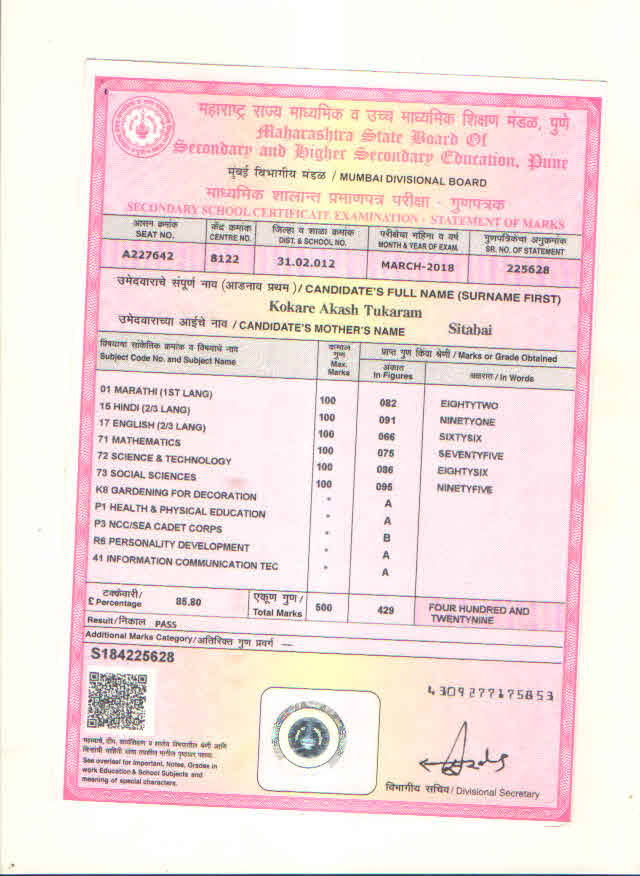 महाराष्ट्र राज्य माध्यमिक व उच्च माध्यमिक शिक्षण मंडळ, पुणे
Maharashtra State Board Of
Secondary and Higher Secondary Education, Pune
मुंबई विभागीय मंडळ / MUMBAI DIVISIONAL BOARD
माध्यमिक शालान्त प्रमाणपत्र परीक्षा - गुणपत्रक
SECONDARY SCHOOL CERTIFICATE EXAMINATION - STATEMENT OF MARKS
आसन क्रमांक केंद्र क्रमांक जिल्हा व शाळा क्रमांक परीक्षेचा महिना व वर्ष गुणपत्रिकेचा अनुक्रमांक
SEAT NO. CENTRE NO. DIST. & SCHOOL NO. MONTH & YEAR OF EXAM. SR. NO. OF STATEMENT
A227642 8122 31.02.012 MARCH-2018 225628
उमेदवाराचे संपूर्ण नाव (आडनाव प्रथम) / CANDIDATE'S FULL NAME (SURNAME FIRST)
Kokare Akash Tukaram
उमेदवाराच्या आईचे नाव / CANDIDATE'S MOTHER'S NAME Sitabai
विषयाचा सांकेतिक क्रमांक व विषयाचे नाव
Subject Code No. and Subject Name
कमाल
गुण
Max.
Marks
प्राप्त गुण किंवा श्रेणी / Marks or Grade Obtained
अंकात
In Figures
अक्षरात / In Words
01 MARATHI (1ST LANG) 100 082 EIGHTYTWO
15 HINDI (2/3 LANG) 100 091 NINETYONE
17 ENGLISH (2/3 LANG) 100 066 SIXTYSIX
71 MATHEMATICS 100 075 SEVENTYFIVE
72 SCIENCE & TECHNOLOGY 100 086 EIGHTYSIX
73 SOCIAL SCIENCES 100 095 NINETYFIVE
K8 GARDENING FOR DECORATION * A
P1 HEALTH & PHYSICAL EDUCATION * A
P3 NCC/SEA CADET CORPS * B
R6 PERSONALITY DEVELOPMENT * A
41 INFORMATION COMMUNICATION TEC * A
टक्केवारी/
£ Percentage 85.80
एकूण गुण /
Total Marks 500 429 FOUR HUNDRED AND
TWENTYNINE
Result/निकाल PASS
Additional Marks Category/अतिरिक्त गुण प्रवर्ग —
S184225628
4309277175853
See overleaf for Important, Notes, Grades in
work Education & School Subjects and
meaning of special characters.
विभागीय सचिव / Divisional Secretary